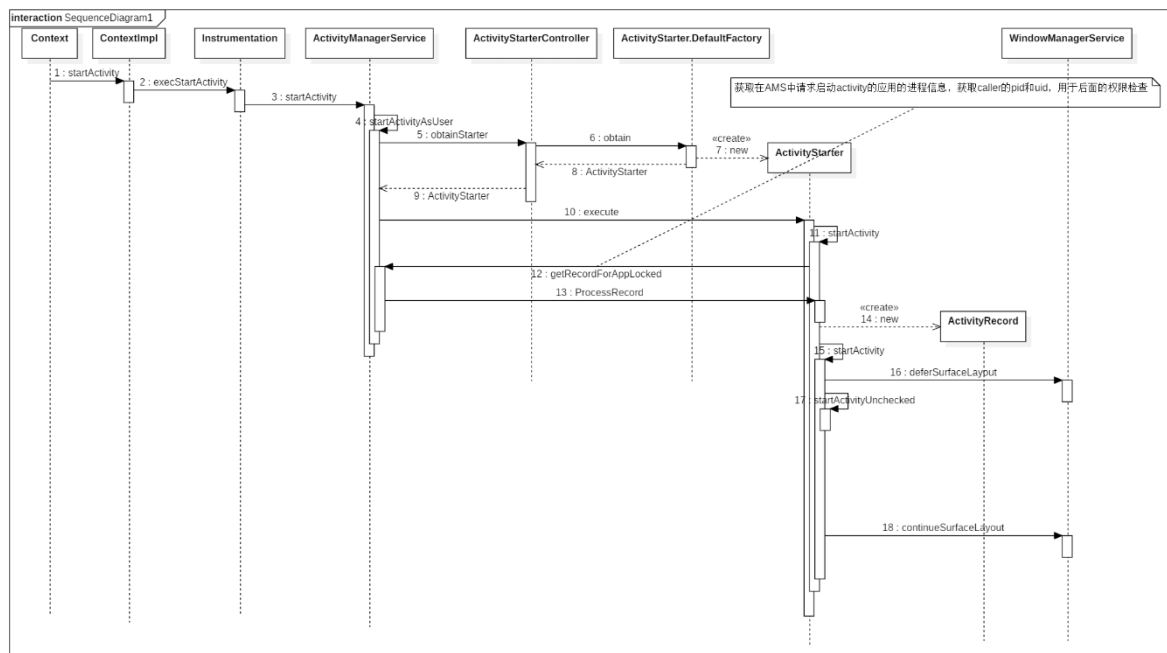 interaction SequenceDiagram1
Context
ContextImpl
Instrumentation
ActivityManagerService
ActivityStarterController
ActivityStarter.DefaultFactory
WindowManagerService
1 : startActivity
2 : execStartActivity
3 : startActivity
获取在AMS中请求启动activity的应用的进程信息，获取caller的pid和uid，用于后面的权限检查
4 : startActivityAsUser
5 : obtainStarter
6 : obtain
«create»
7 : new
ActivityStarter
8 : ActivityStarter
9 : ActivityStarter
10 : execute
11 : startActivity
12 : getRecordForAppLocked
13 : ProcessRecord
«create»
14 : new
ActivityRecord
15 : startActivity
16 : deferSurfaceLayput
17 : startActivityUnchecked
18 : continueSurfaceLayout